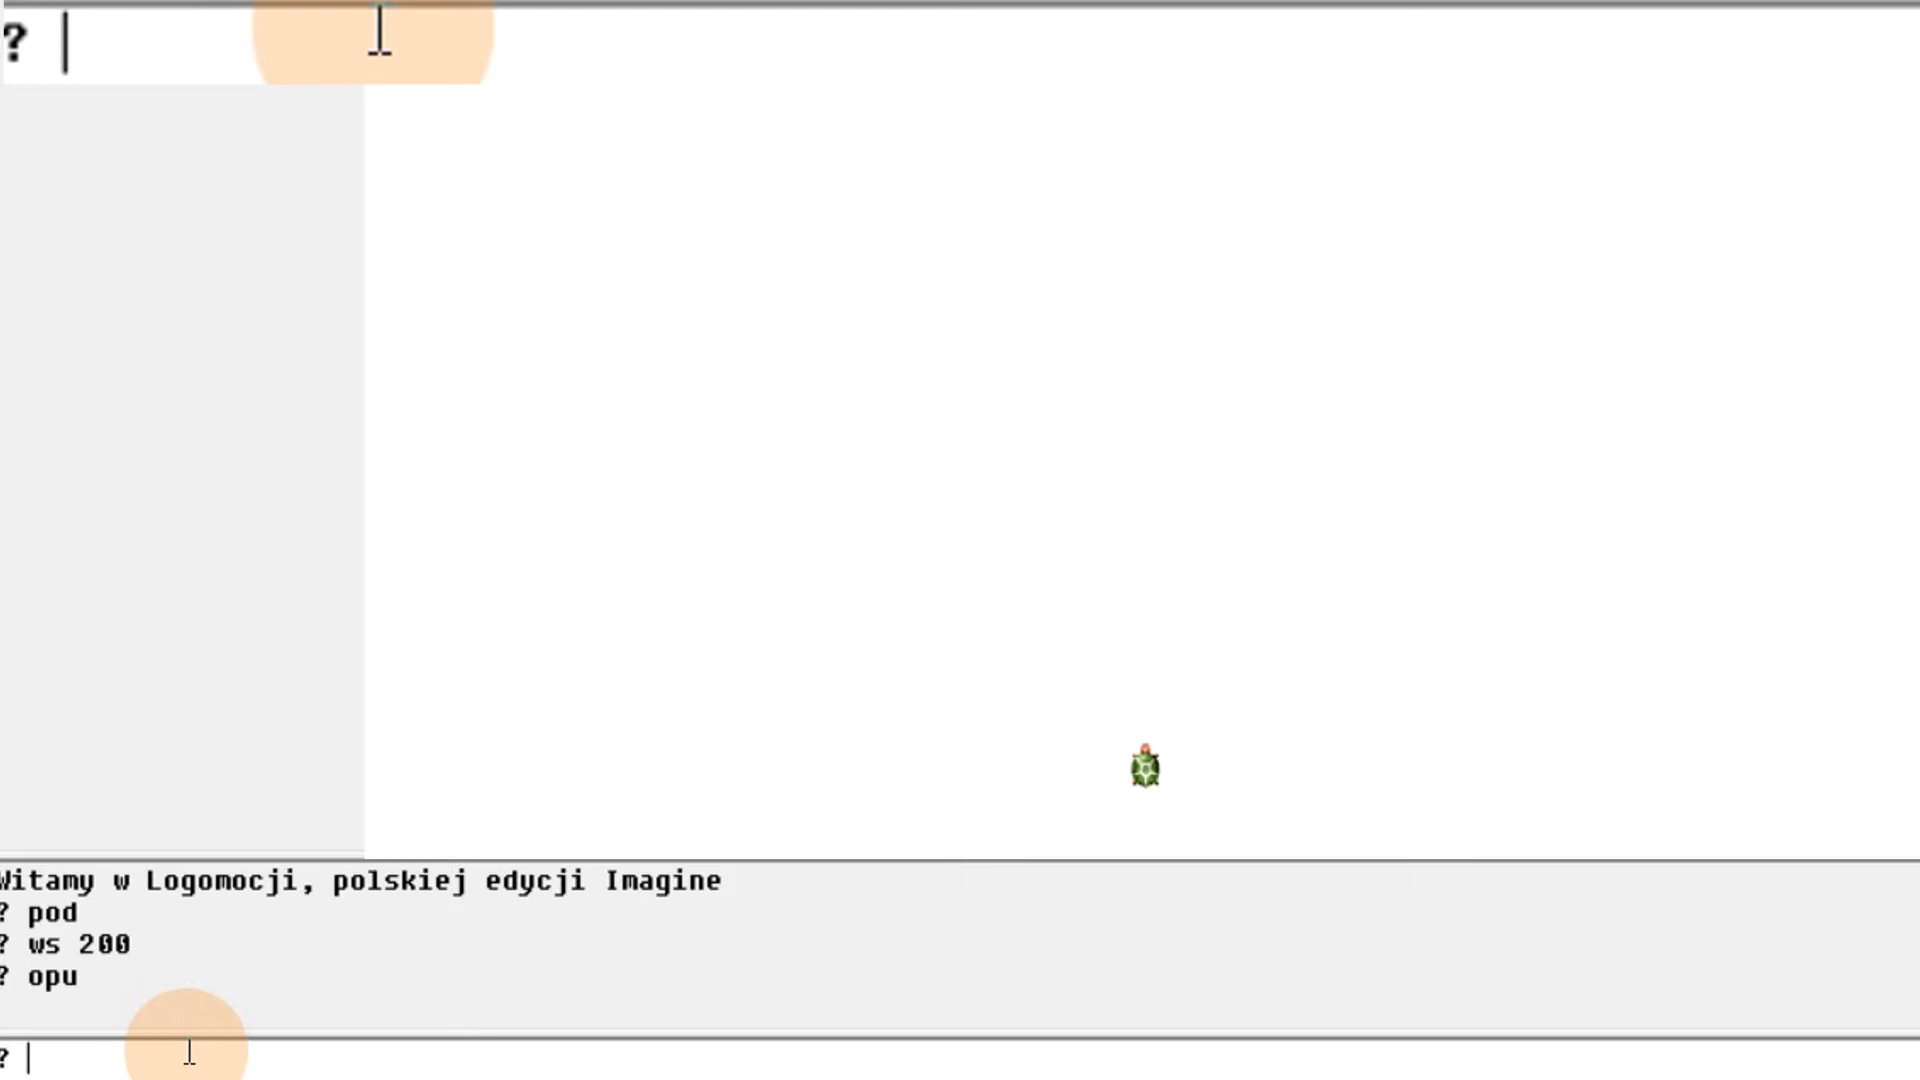 ?
Witamy w Logomocji, polskiej edycji Imagine
? pod
? ws 200
? opu
?